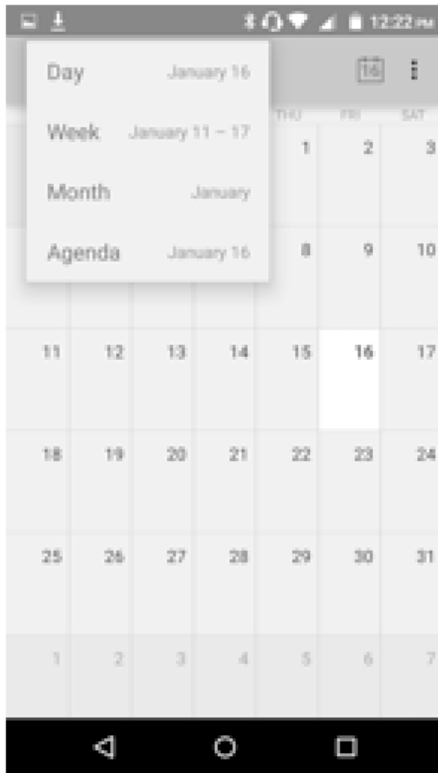 12:22 PM
Day January 16
Week January 11 – 17
Month January
Agenda January 16
16
THU FRI SAT
1 2 3
8 9 10
11 12 13 14 15 16 17
18 19 20 21 22 23 24
25 26 27 28 29 30 31
1 2 3 4 5 6 7